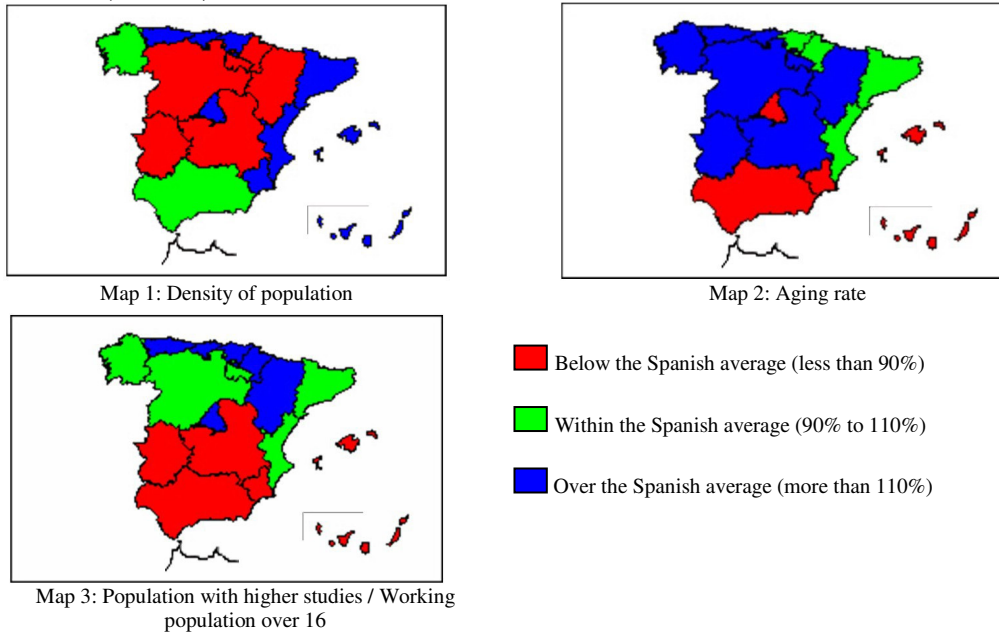 Map 1: Density of population
Map 2: Aging rate
Below the Spanish average (less than 90%)
Within the Spanish average (90% to 110%)
Over the Spanish average (more than 110%)
Map 3: Population with higher studies / Working
population over 16